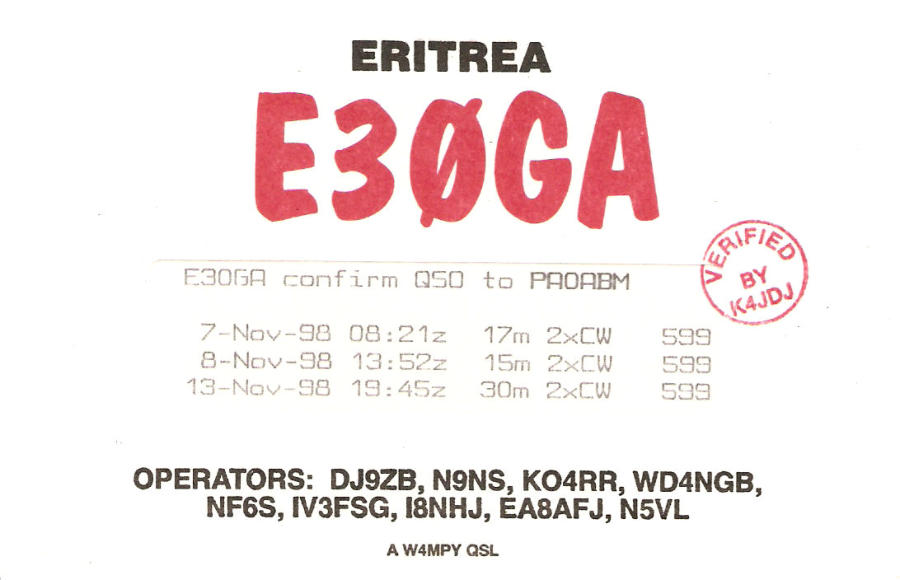 ERITREA
E3ØGA
VERIFIED
BY
K4JDJ
E30GA confirm QSO to PA0ABM
7-Nov-98 08:21z 17m 2xCW 599
8-Nov-98 13:52z 15m 2xCW 599
13-Nov-98 19:45z 30m 2xCW 599
OPERATORS: DJ9ZB, N9NS, KO4RR, WD4NGB,
NF6S, IV3FSG, I8NHJ, EA8AFJ, N5VL
A W4MPY QSL